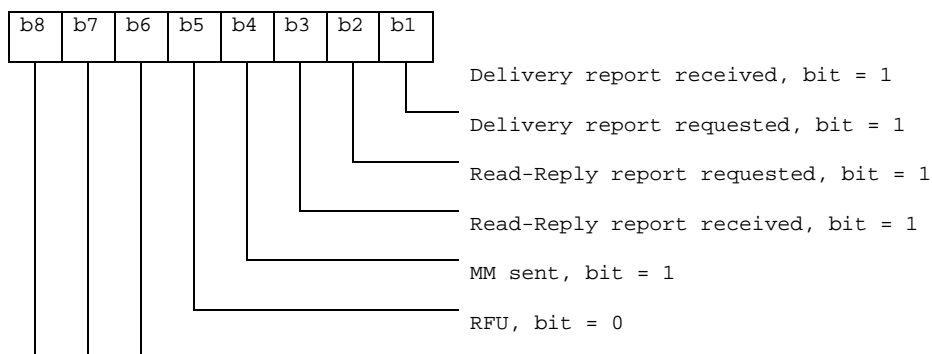 b8 b7 b6 b5 b4 b3 b2 b1
Delivery report received, bit = 1
Delivery report requested, bit = 1
Read-Reply report requested, bit = 1
Read-Reply report received, bit = 1
MM sent, bit = 1
RFU, bit = 0